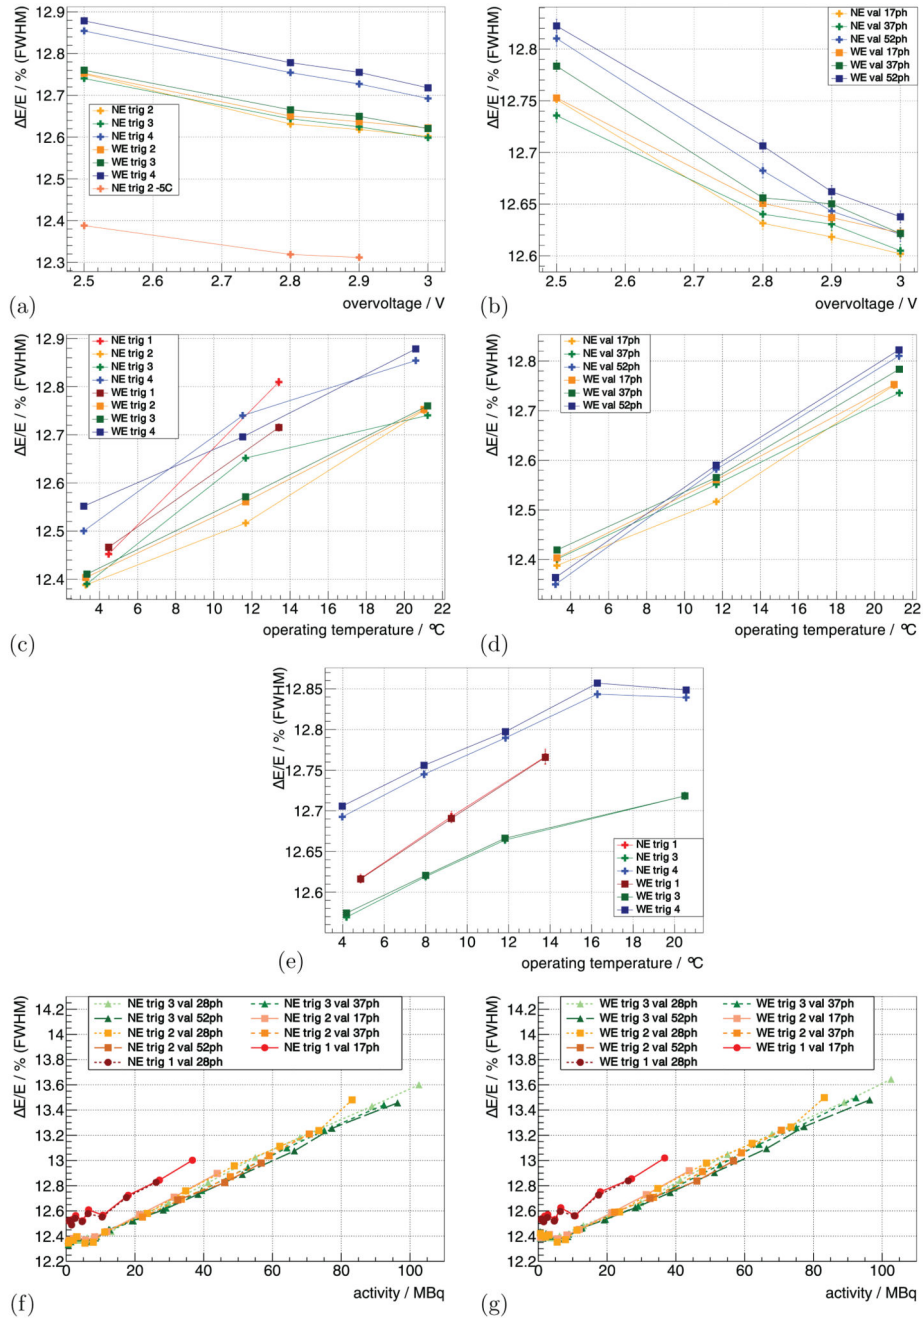 ΔE/E / % (FWHM)
12.9
12.8
12.7
12.6
12.5
12.4
12.3
NE trig 2
NE trig 3
NE trig 4
WE trig 2
WE trig 3
WE trig 4
NE trig 2 -5C
2.5 2.6 2.7 2.8 2.9 3
overvoltage / V
(a)
ΔE/E / % (FWHM)
12.8
12.75
12.7
12.65
12.6
NE val 17ph
NE val 37ph
NE val 52ph
WE val 17ph
WE val 37ph
WE val 52ph
2.5 2.6 2.7 2.8 2.9 3
overvoltage / V
(b)
ΔE/E / % (FWHM)
12.9
12.8
12.7
12.6
12.5
12.4
NE trig 1
NE trig 2
NE trig 3
NE trig 4
WE trig 1
WE trig 2
WE trig 3
WE trig 4
4 6 8 10 12 14 16 18 20 22
operating temperature / ºC
(c)
ΔE/E / % (FWHM)
12.8
12.7
12.6
12.5
12.4
NE val 17ph
NE val 37ph
NE val 52ph
WE val 17ph
WE val 37ph
WE val 52ph
4 6 8 10 12 14 16 18 20 22
operating temperature / ºC
(d)
ΔE/E / % (FWHM)
12.85
12.8
12.75
12.7
12.65
12.6
NE trig 1
NE trig 3
NE trig 4
WE trig 1
WE trig 3
WE trig 4
4 6 8 10 12 14 16 18 20
operating temperature / ºC
(e)
ΔE/E / % (FWHM)
14.2
14
13.8
13.6
13.4
13.2
13
12.8
12.6
12.4
12.2
NE trig 3 val 28ph NE trig 3 val 37ph
NE trig 3 val 52ph NE trig 2 val 17ph
NE trig 2 val 28ph NE trig 2 val 37ph
NE trig 2 val 52ph NE trig 1 val 17ph
NE trig 1 val 28ph
0 20 40 60 80 100
activity / MBq
(f)
ΔE/E / % (FWHM)
14.2
14
13.8
13.6
13.4
13.2
13
12.8
12.6
12.4
12.2
WE trig 3 val 28ph WE trig 3 val 37ph
WE trig 3 val 52ph WE trig 2 val 17ph
WE trig 2 val 28ph WE trig 2 val 37ph
WE trig 2 val 52ph WE trig 1 val 17ph
WE trig 1 val 28ph
0 20 40 60 80 100
activity / MBq
(g)